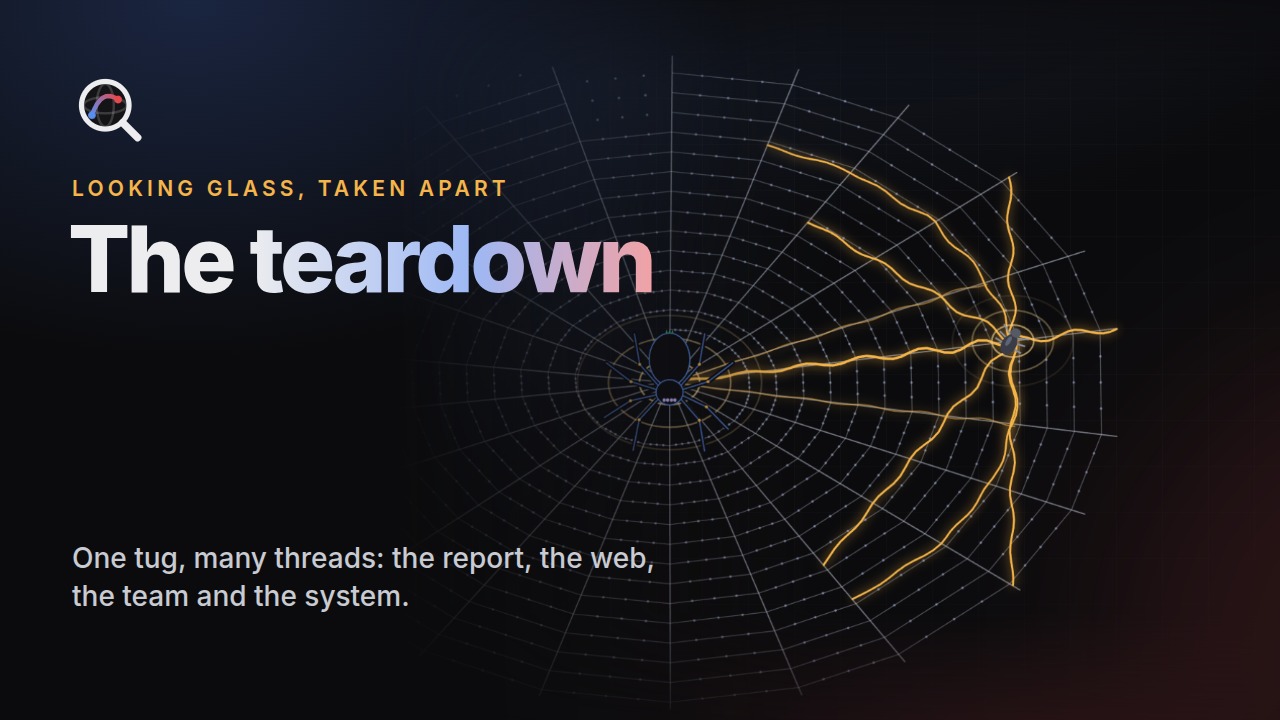 LOOKING GLASS, TAKEN APART
The teardown
One tug, many threads: the report, the web,
the team and the system.